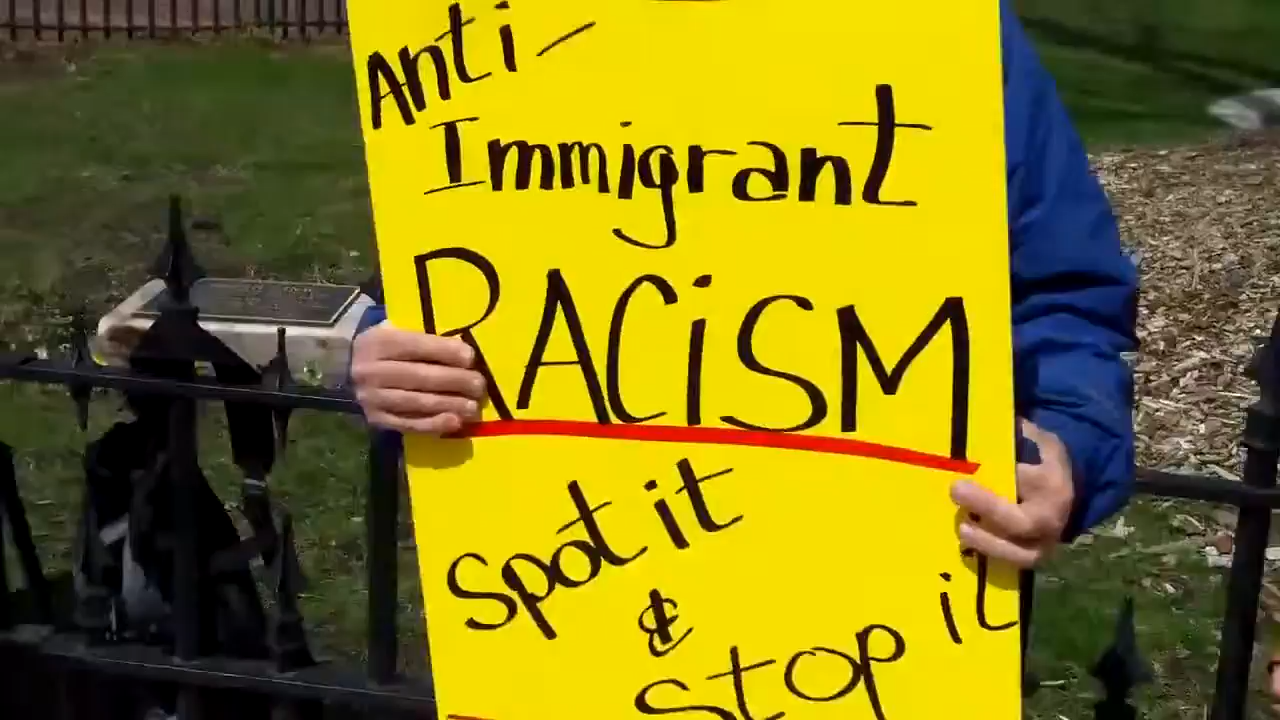 Anti-
Immigrant
RACiSM
Spot it
&
Stop it